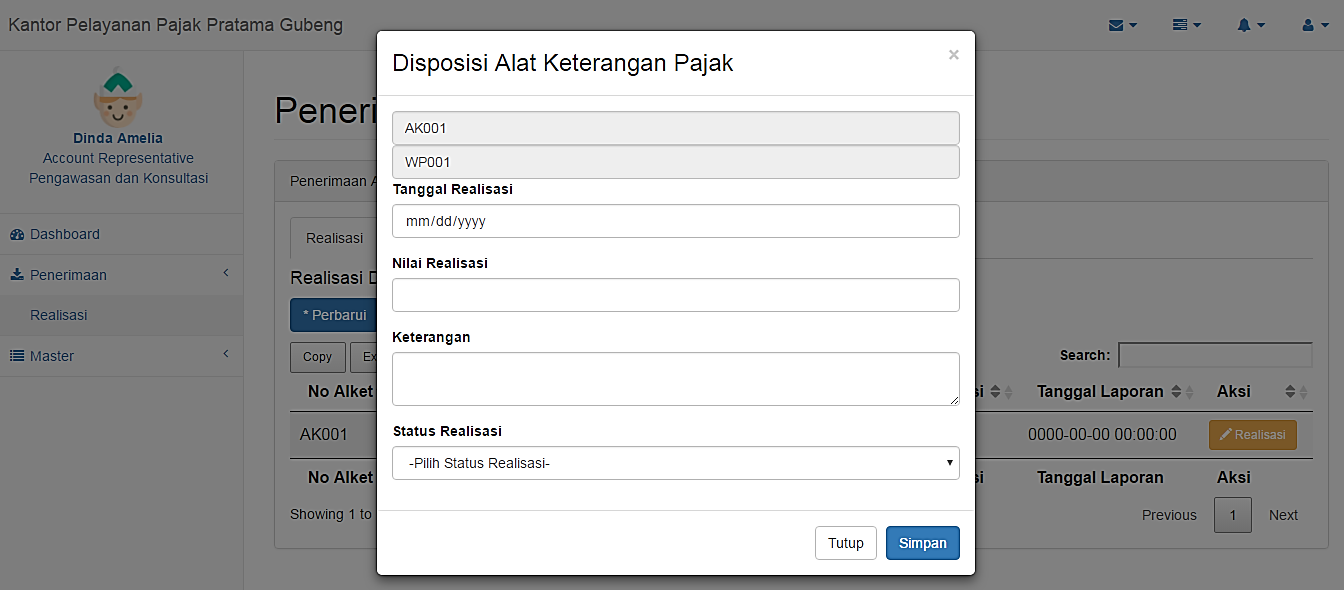 Kantor Pelayanan Pajak Pratama Gubeng
Dinda Amelia
Account Representative
Pengawasan dan Konsultasi
Dashboard
Penerimaan
Realisasi
Master
Disposisi Alat Keterangan Pajak
×
AK001
WP001
Tanggal Realisasi
mm/dd/yyyy
Nilai Realisasi
Keterangan
Status Realisasi
-Pilih Status Realisasi-
Tutup
Simpan
Peneri
Penerimaan A
Realisasi
Realisasi D
* Perbarui
Copy
Ex
Search:
No Alket
si
Tanggal Laporan
Aksi
AK001
0000-00-00 00:00:00
Realisasi
No Alket
si
Tanggal Laporan
Aksi
Showing 1 to
Previous
1
Next